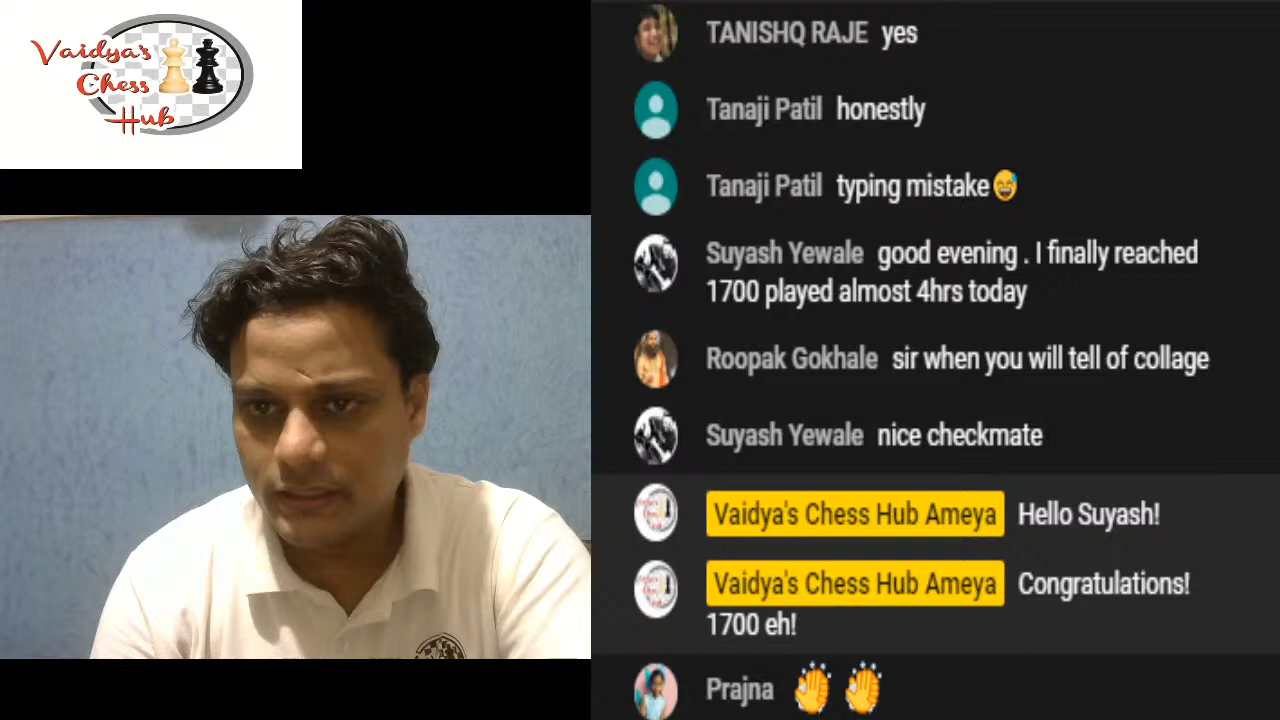 Vaidya's
Chess
Hub
TANISHQ RAJE yes
Tanaji Patil honestly
Tanaji Patil typing mistake😅
Suyash Yewale good evening . I finally reached
1700 played almost 4hrs today
Roopak Gokhale sir when you will tell of collage
Suyash Yewale nice checkmate
Vaidya's Chess Hub Ameya Hello Suyash!
Vaidya's Chess Hub Ameya Congratulations!
1700 eh!
Prajna 👏 👏